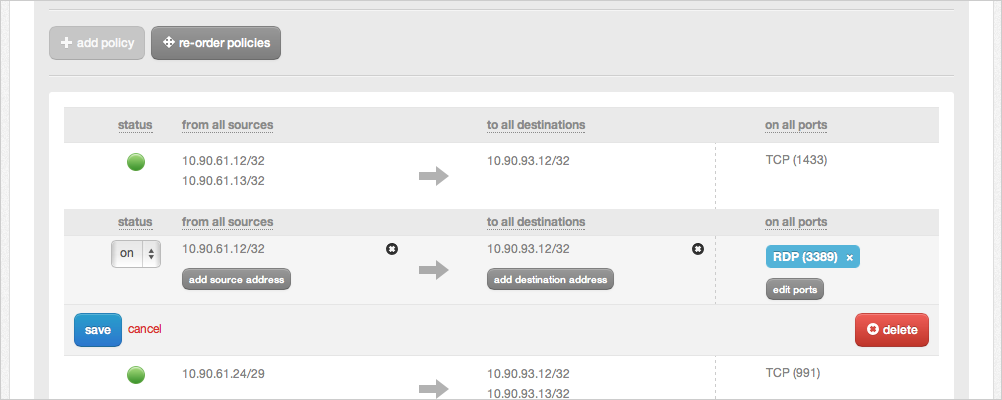 add policy re-order policies
status from all sources to all destinations on all ports
10.90.61.12/32 10.90.93.12/32 TCP (1433)
10.90.61.13/32
status from all sources to all destinations on all ports
on 10.90.61.12/32 10.90.93.12/32 RDP (3389) ×
add source address add destination address edit ports
save cancel delete
10.90.61.24/29 10.90.93.12/32 TCP (991)
10.90.93.13/32